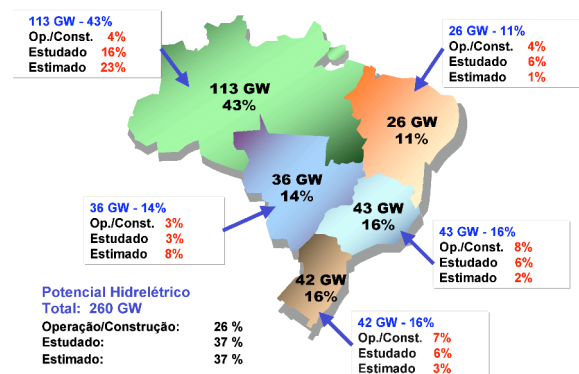 113 GW - 43%
Op./Const. 4%
Estudado 16%
Estimado 23%
26 GW - 11%
Op./Const. 4%
Estudado 6%
Estimado 1%
113 GW
43%
26 GW
11%
36 GW
14%
43 GW
16%
42 GW
16%
36 GW - 14%
Op./Const. 3%
Estudado 3%
Estimado 8%
43 GW - 16%
Op./Const. 8%
Estudado 6%
Estimado 2%
Potencial Hidrelétrico
Total: 260 GW
Operação/Construção: 26 %
Estudado: 37 %
Estimado: 37 %
42 GW - 16%
Op./Const. 7%
Estudado 6%
Estimado 3%